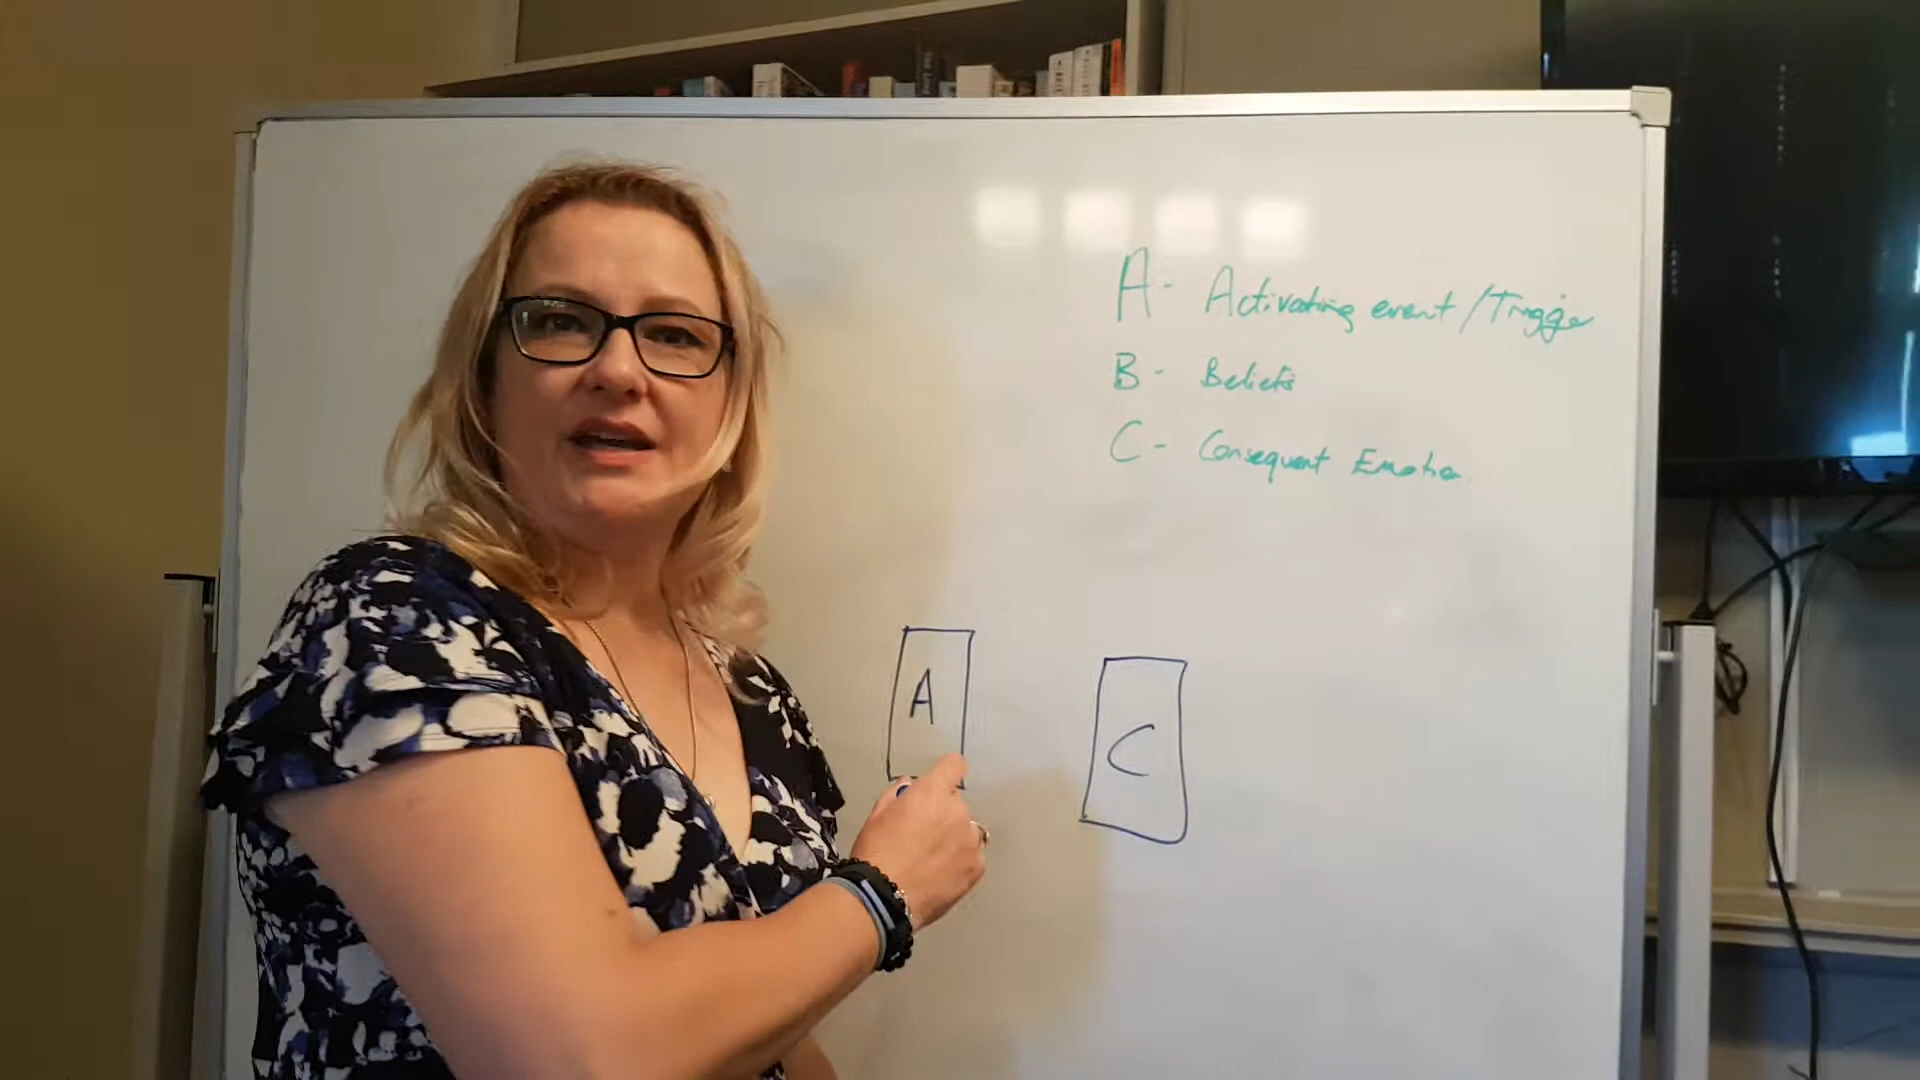 A - Activating event / Trigger
B - Beliefs
C - Consequent Emotion
A
C